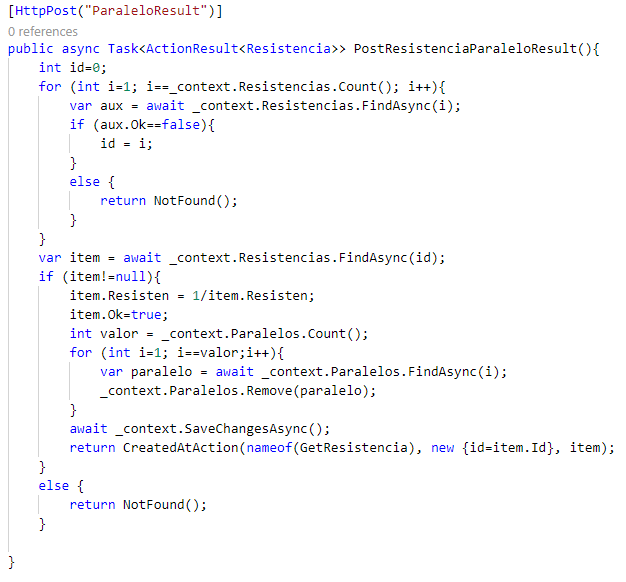 [HttpPost("ParaleloResult")]
0 references
public async Task<ActionResult<Resistencia>> PostResistenciaParaleloResult(){
    int id=0;
    for (int i=1; i==_context.Resistencias.Count(); i++){
        var aux = await _context.Resistencias.FindAsync(i);
        if (aux.Ok==false){
            id = i;
        }
        else {
            return NotFound();
        }
    }
    var item = await _context.Resistencias.FindAsync(id);
    if (item!=null){
        item.Resisten = 1/item.Resisten;
        item.Ok=true;
        int valor = _context.Paralelos.Count();
        for (int i=1; i==valor;i++){
            var paralelo = await _context.Paralelos.FindAsync(i);
            _context.Paralelos.Remove(paralelo);
        }
        await _context.SaveChangesAsync();
        return CreatedAtAction(nameof(GetResistencia), new {id=item.Id}, item);
    }
    else {
        return NotFound();
    }
}